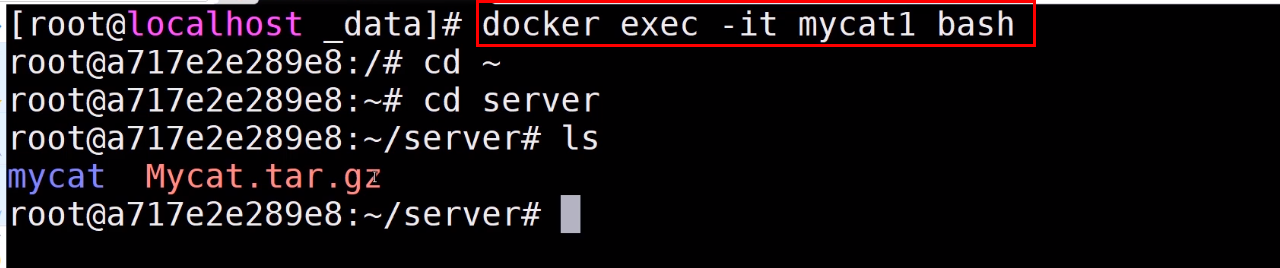 [root@localhost _data]# docker exec -it mycat1 bash
root@a717e2e289e8:/# cd ~
root@a717e2e289e8:~# cd server
root@a717e2e289e8:~/server# ls
mycat  Mycat.tar.gz
root@a717e2e289e8:~/server#